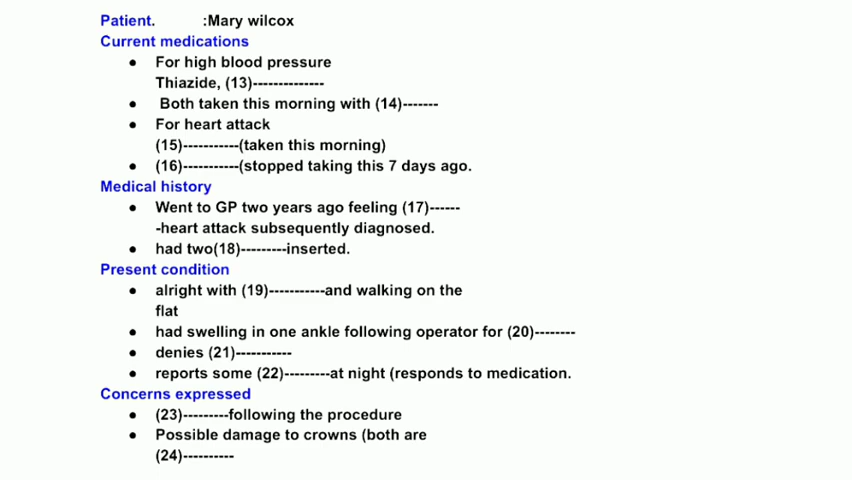 Patient. :Mary wilcox
Current medications
● For high blood pressure
Thiazide, (13)--------------
● Both taken this morning with (14)-------
● For heart attack
(15)-----------(taken this morning)
● (16)-----------(stopped taking this 7 days ago.
Medical history
● Went to GP two years ago feeling (17)------
-heart attack subsequently diagnosed.
● had two(18)---------inserted.
Present condition
● alright with (19)-----------and walking on the
flat
● had swelling in one ankle following operator for (20)--------
● denies (21)-----------
● reports some (22)---------at night (responds to medication.
Concerns expressed
● (23)---------following the procedure
● Possible damage to crowns (both are
(24)----------